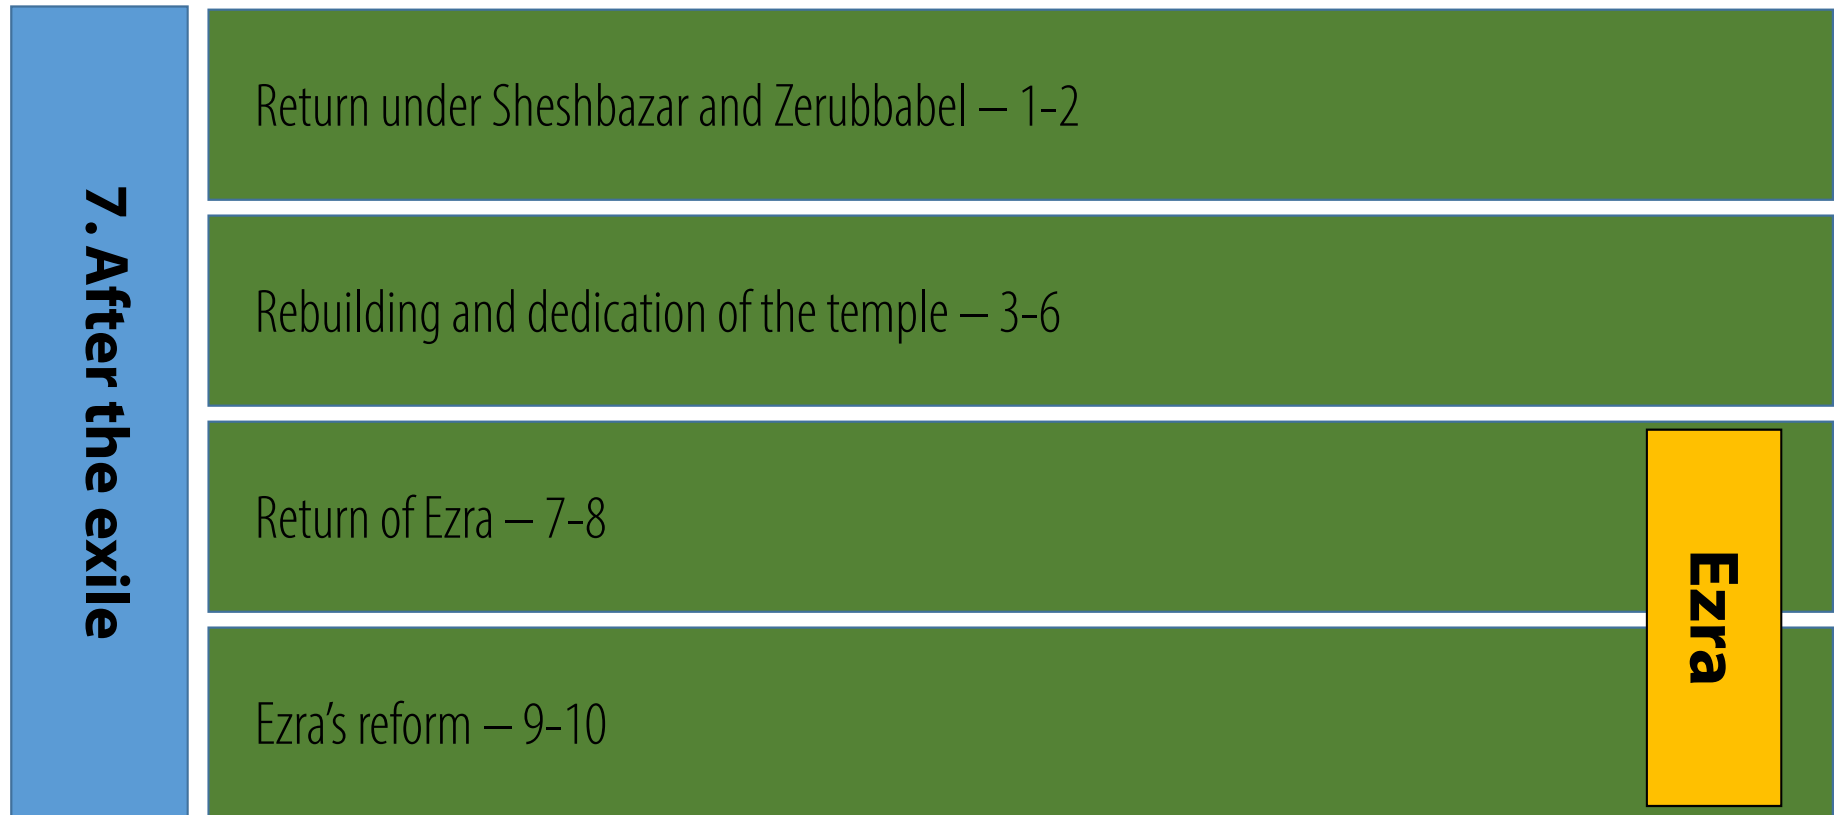 7. After the exile
Return under Sheshbazar and Zerubbabel – 1-2
Rebuilding and dedication of the temple – 3-6
Return of Ezra – 7-8
Ezra’s reform – 9-10
Ezra